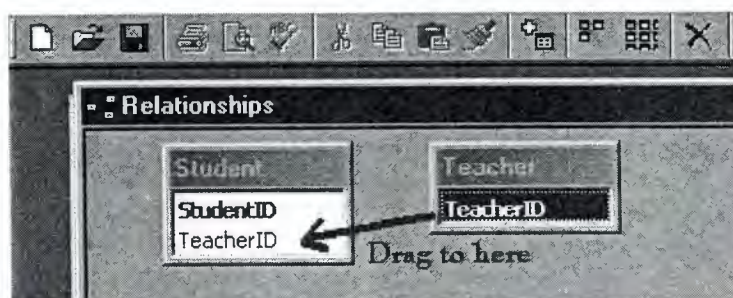 Relationships
Student
Teacher
StudentID
TeacherID
TeacherID
Drag to here